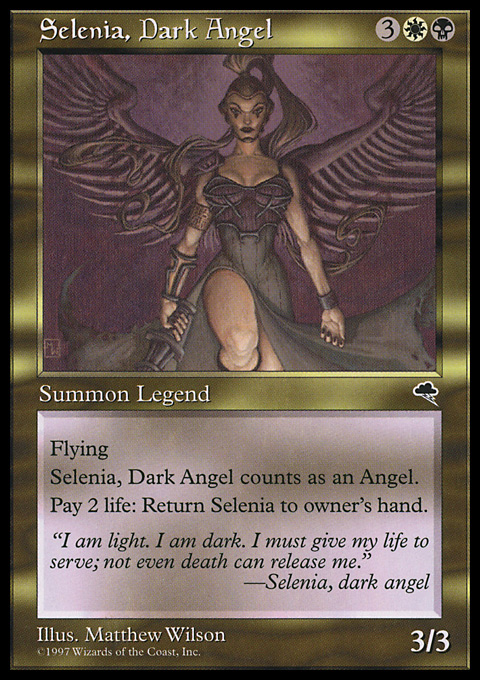 Selenia, Dark Angel 3
Summon Legend
Flying
Selenia, Dark Angel counts as an Angel.
Pay 2 life: Return Selenia to owner's hand.
“I am light. I am dark. I must give my life to
serve; not even death can release me.”
—Selenia, dark angel
Illus. Matthew Wilson
©1997 Wizards of the Coast, Inc.
3/3